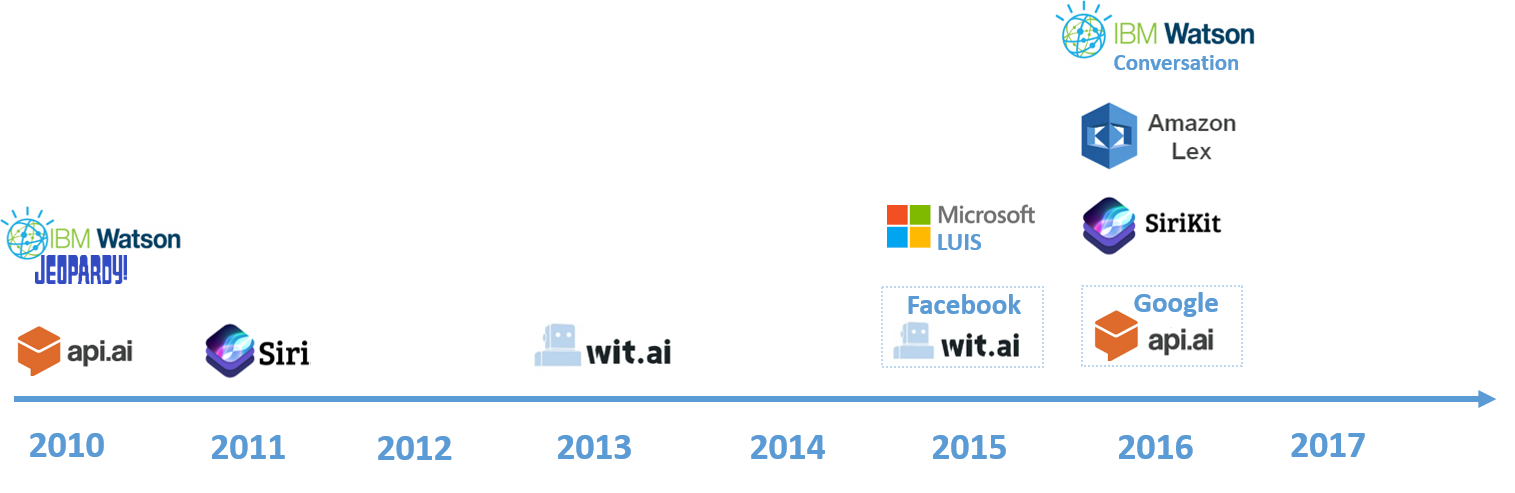 IBM Watson
Conversation
Amazon
Lex
SiriKit
Microsoft
LUIS
IBM Watson
JEOPARDY!
Facebook
wit.ai
Google
api.ai
api.ai
Siri
wit.ai
2010
2011
2012
2013
2014
2015
2016
2017